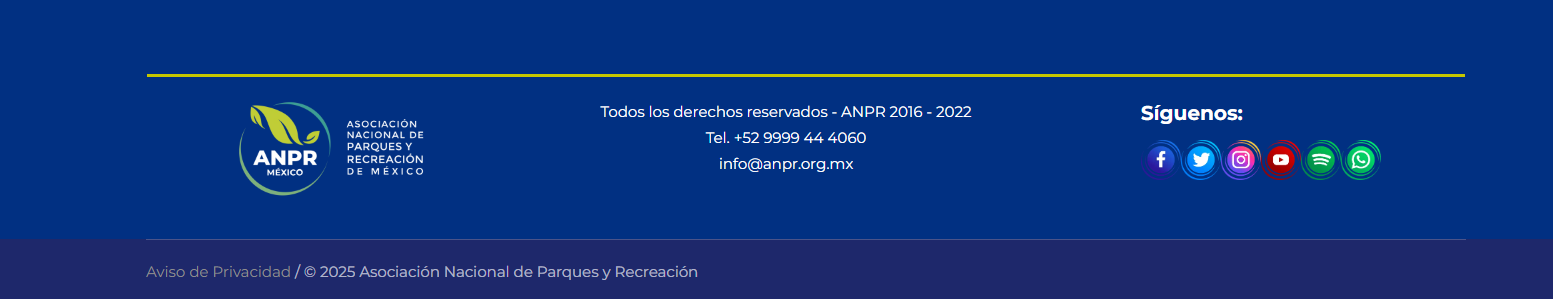 ANPR
MÉXICO
ASOCIACIÓN
NACIONAL DE
PARQUES Y
RECREACIÓN
DE MÉXICO
Todos los derechos reservados - ANPR 2016 - 2022
Tel. +52 9999 44 4060
info@anpr.org.mx
Síguenos:
Aviso de Privacidad / © 2025 Asociación Nacional de Parques y Recreación